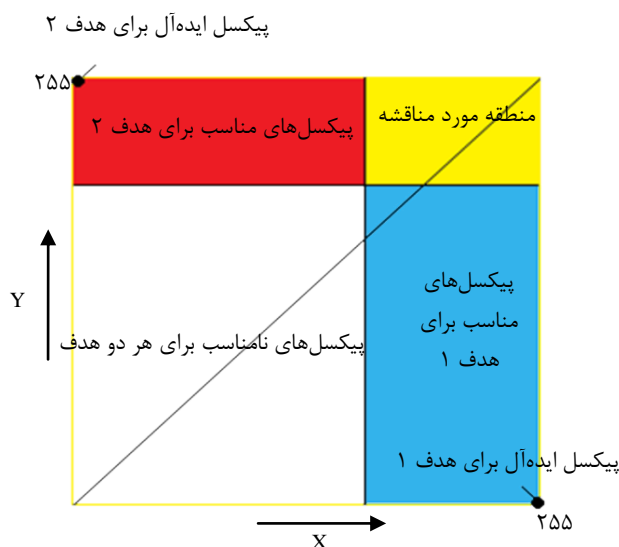 پیکسل ایده‌آل برای هدف ۲
۲۵۵
پیکسل‌های مناسب برای هدف ۲
منطقه مورد مناقشه
Y
پیکسل‌های
مناسب برای
هدف ۱
پیکسل‌های نامناسب برای هر دو هدف
پیکسل ایده‌آل برای هدف ۱
۲۵۵
X